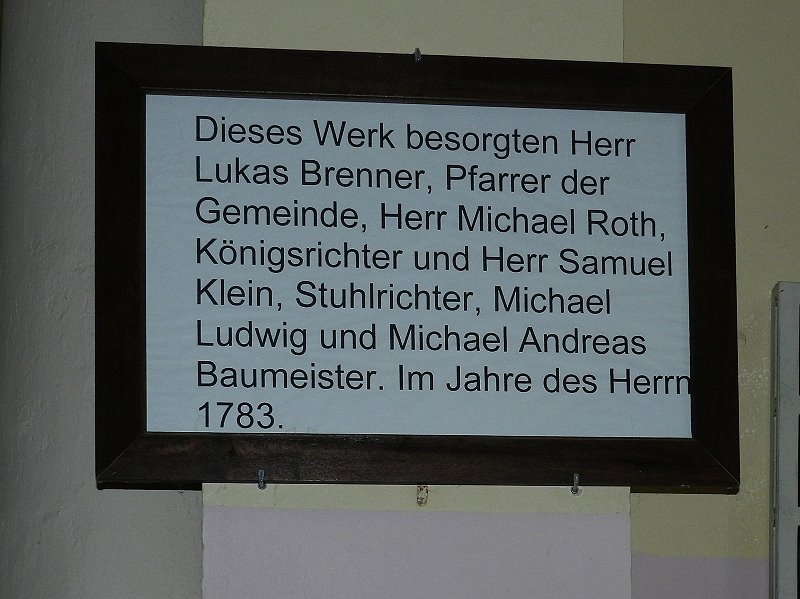 Dieses Werk besorgten Herr
Lukas Brenner, Pfarrer der
Gemeinde, Herr Michael Roth,
Königsrichter und Herr Samuel
Klein, Stuhlrichter, Michael
Ludwig und Michael Andreas
Baumeister. Im Jahre des Herrn
1783.